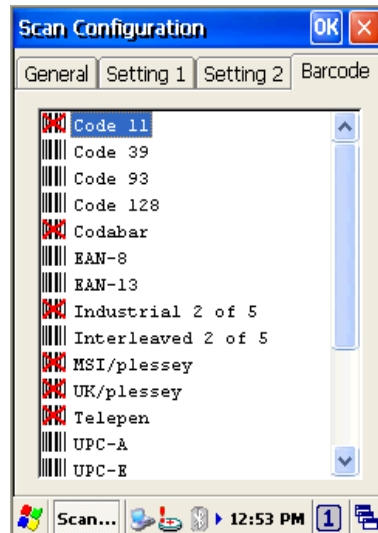 Scan Configuration OK
General Setting 1 Setting 2 Barcode
Code 11
Code 39
Code 93
Code 128
Codabar
EAN-8
EAN-13
Industrial 2 of 5
Interleaved 2 of 5
MSI/plessey
UK/plessey
Telepen
UPC-A
UPC-E
Scan... 12:53 PM 1